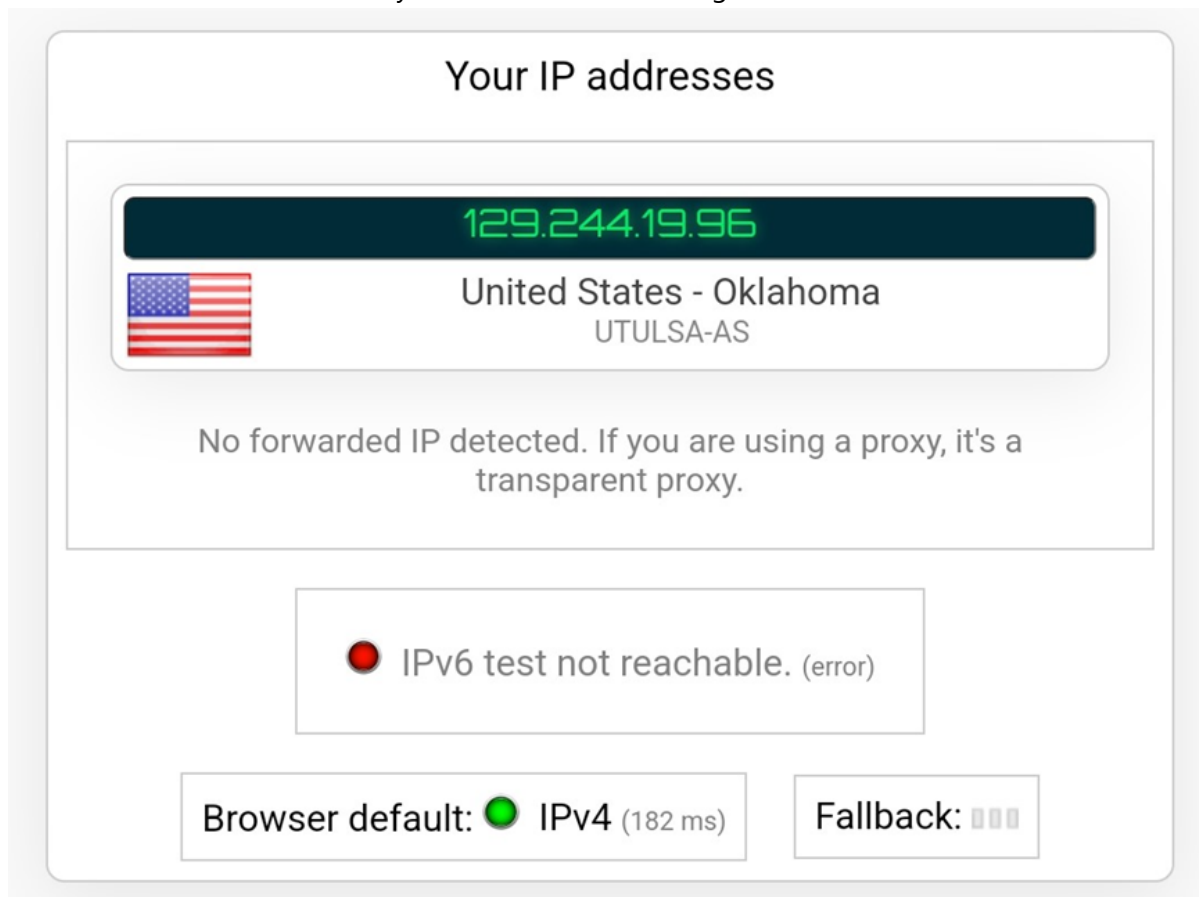 Your IP addresses
129.244.19.96
United States - Oklahoma
UTULSA-AS
No forwarded IP detected. If you are using a proxy, it's a
transparent proxy.
IPv6 test not reachable. (error)
Browser default: IPv4 (182 ms)
Fallback: